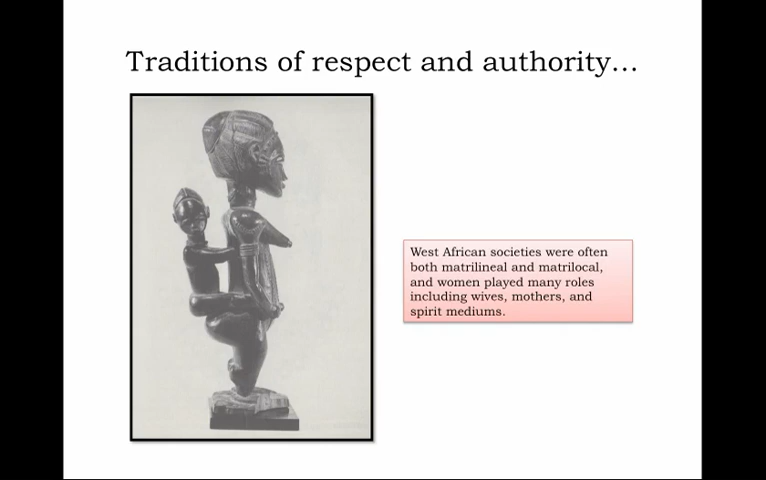 Traditions of respect and authority...
West African societies were often
both matrilineal and matrilocal,
and women played many roles
including wives, mothers, and
spirit mediums.